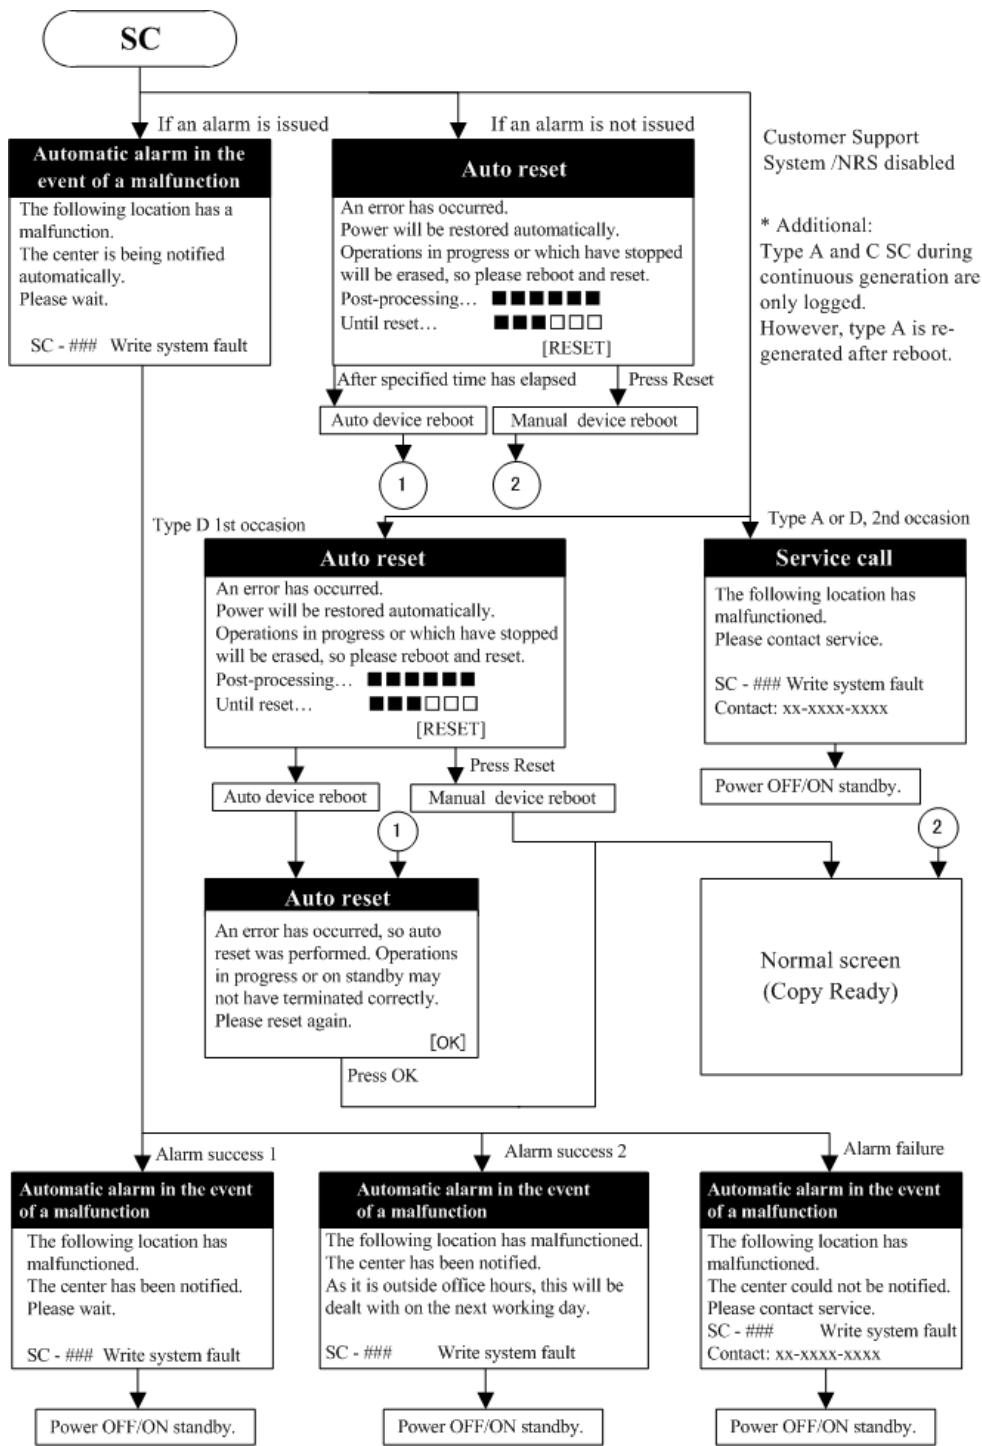 SC
If an alarm is issued
If an alarm is not issued
Customer Support
System /NRS disabled
* Additional:
Type A and C SC during
continuous generation are
only logged.
However, type A is re-
generated after reboot.
Automatic alarm in the
event of a malfunction
The following location has a
malfunction.
The center is being notified
automatically.
Please wait.
SC - ### Write system fault
Auto reset
An error has occurred.
Power will be restored automatically.
Operations in progress or which have stopped
will be erased, so please reboot and reset.
Post-processing... ■■■■■■
Until reset... ■■■□□□
[RESET]
After specified time has elapsed
Press Reset
Auto device reboot
Manual device reboot
1
2
Type D 1st occasion
Type A or D, 2nd occasion
Auto reset
An error has occurred.
Power will be restored automatically.
Operations in progress or which have stopped
will be erased, so please reboot and reset.
Post-processing... ■■■■■■
Until reset... ■■■□□□
[RESET]
Service call
The following location has
malfunctioned.
Please contact service.
SC - ### Write system fault
Contact: xx-xxxx-xxxx
Press Reset
Auto device reboot
Manual device reboot
Power OFF/ON standby.
1
2
Auto reset
An error has occurred, so auto
reset was performed. Operations
in progress or on standby may
not have terminated correctly.
Please reset again.
[OK]
Press OK
Normal screen
(Copy Ready)
Alarm success 1
Alarm success 2
Alarm failure
Automatic alarm in the event
of a malfunction
The following location has
malfunctioned.
The center has been notified.
Please wait.
SC - ### Write system fault
Power OFF/ON standby.
Automatic alarm in the event
of a malfunction
The following location has malfunctioned.
The center has been notified.
As it is outside office hours, this will be
dealt with on the next working day.
SC - ### Write system fault
Power OFF/ON standby.
Automatic alarm in the event
of a malfunction
The following location has
malfunctioned.
The center could not be notified.
Please contact service.
SC - ### Write system fault
Contact: xx-xxxx-xxxx
Power OFF/ON standby.